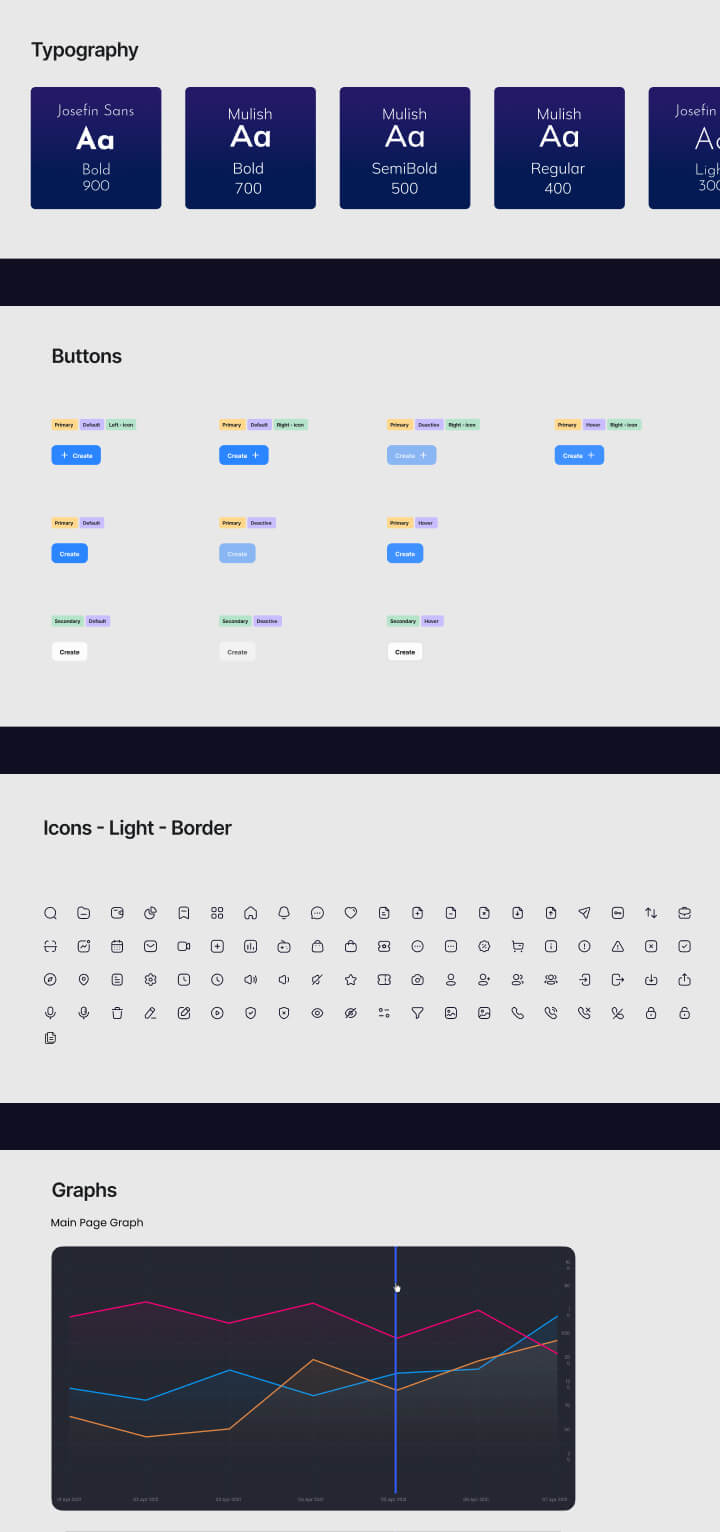 Typography
Josefin Sans
Aa
Bold
900
Mulish
Aa
Bold
700
Mulish
Aa
SemiBold
500
Mulish
Aa
Regular
400
Josefin
Buttons
Primary Default Left - icon
Create
Primary Default Right - icon
Create
Primary Deactive Right - icon
Create
Primary Hover Right - icon
Create
Primary Default
Create
Primary Deactive
Create
Primary Hover
Create
Secondary Default
Create
Secondary Deactive
Create
Secondary Hover
Create
Icons - Light - Border
Graphs
Main Page Graph